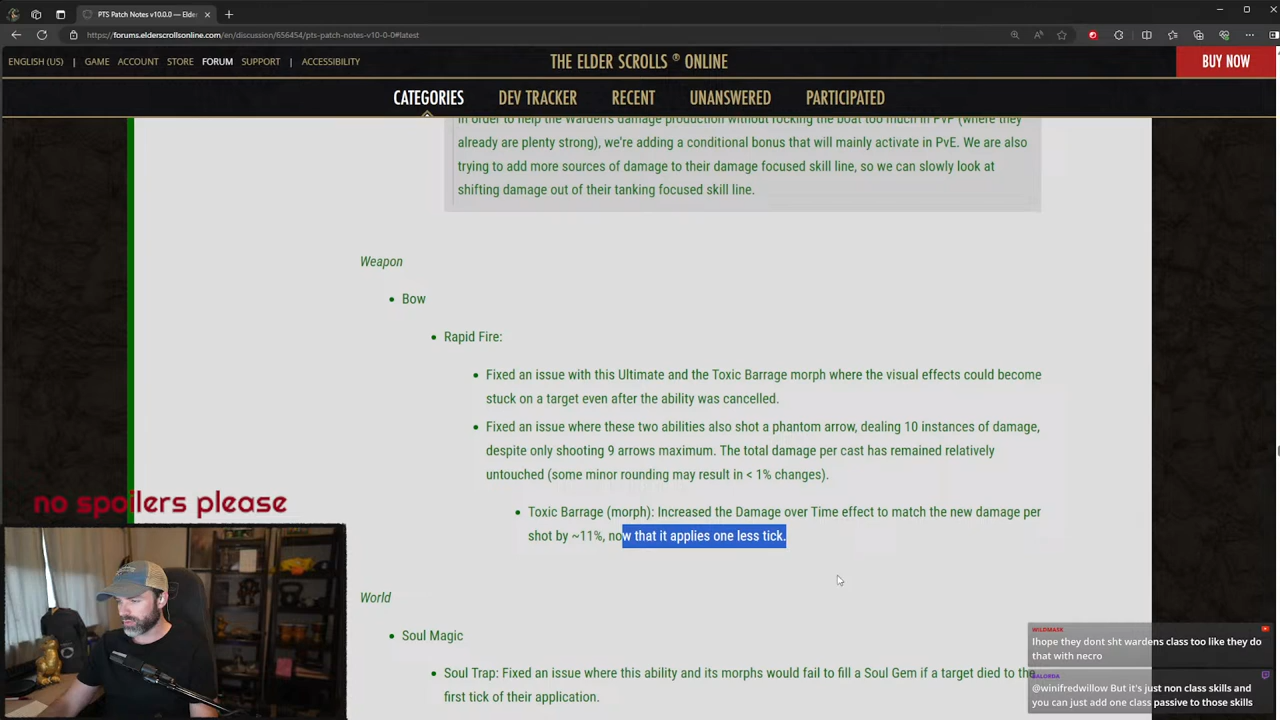 PTS Patch Notes v10.0.0 — Elder
https://forums.elderscrollsonline.com/en/discussion/656454/pts-patch-notes-v10-0-0#latest
ENGLISH (US) | GAME ACCOUNT STORE FORUM SUPPORT | ACCESSIBILITY
THE ELDER SCROLLS ® ONLINE
BUY NOW
CATEGORIES DEV TRACKER RECENT UNANSWERED PARTICIPATED
In order to help the Warden's damage production without rocking the boat too much in PvP (where they
already are plenty strong), we're adding a conditional bonus that will mainly activate in PvE. We are also
trying to add more sources of damage to their damage focused skill line, so we can slowly look at
shifting damage out of their tanking focused skill line.
Weapon
• Bow
• Rapid Fire:
• Fixed an issue with this Ultimate and the Toxic Barrage morph where the visual effects could become
stuck on a target even after the ability was cancelled.
• Fixed an issue where these two abilities also shot a phantom arrow, dealing 10 instances of damage,
despite only shooting 9 arrows maximum. The total damage per cast has remained relatively
untouched (some minor rounding may result in < 1% changes).
• Toxic Barrage (morph): Increased the Damage over Time effect to match the new damage per
shot by ~11%, now that it applies one less tick.
no spoilers please
World
• Soul Magic
• Soul Trap: Fixed an issue where this ability and its morphs would fail to fill a Soul Gem if a target died to the
first tick of their application.
WILDMASK
Ihope they dont sht wardens class too like they do
that with necro
@winifredwillow But it's just non class skills and
you can just add one class passive to those skills